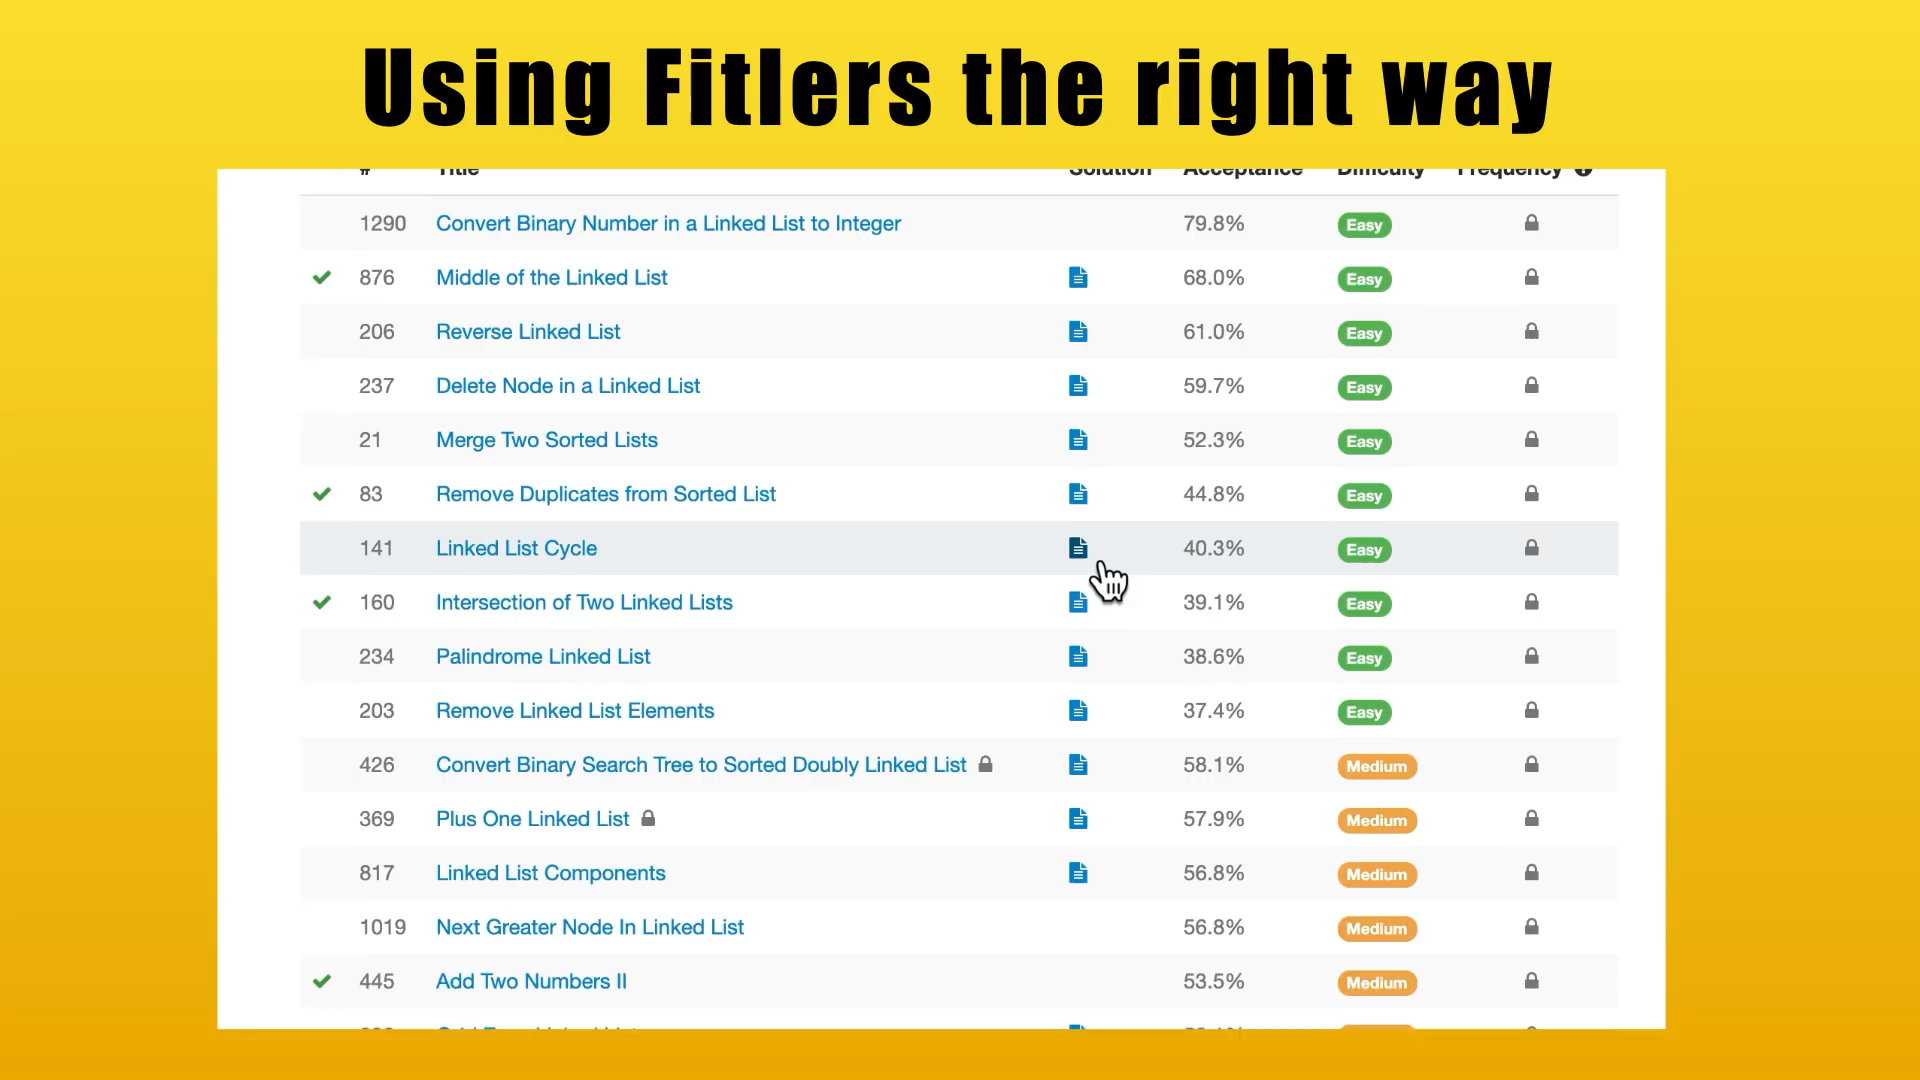 Using Fitlers the right way
# Title Solution Acceptance Difficulty Frequency
1290 Convert Binary Number in a Linked List to Integer 79.8% Easy
876 Middle of the Linked List 68.0% Easy
206 Reverse Linked List 61.0% Easy
237 Delete Node in a Linked List 59.7% Easy
21 Merge Two Sorted Lists 52.3% Easy
83 Remove Duplicates from Sorted List 44.8% Easy
141 Linked List Cycle 40.3% Easy
160 Intersection of Two Linked Lists 39.1% Easy
234 Palindrome Linked List 38.6% Easy
203 Remove Linked List Elements 37.4% Easy
426 Convert Binary Search Tree to Sorted Doubly Linked List 58.1% Medium
369 Plus One Linked List 57.9% Medium
817 Linked List Components 56.8% Medium
1019 Next Greater Node In Linked List 56.8% Medium
445 Add Two Numbers II 53.5% Medium